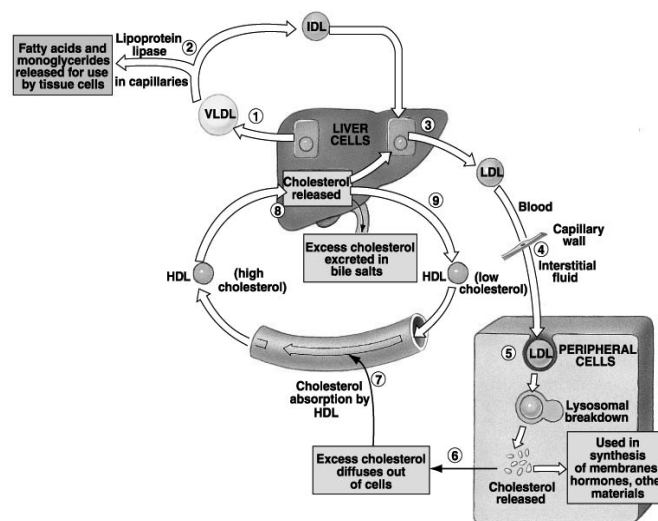 IDL
Lipoprotein
lipase
②
Fatty acids and
monoglycerides
released for use
by tissue cells
in capillaries
VLDL
①
LIVER
CELLS
③
LDL
Cholesterol
released
⑧
⑨
Blood
Capillary
wall
④
Interstitial
fluid
Excess cholesterol
excreted in
bile salts
HDL
(high
cholesterol)
HDL
(low
cholesterol)
⑤
LDL
PERIPHERAL
CELLS
⑦
Cholesterol
absorption by
HDL
Lysosomal
breakdown
Excess cholesterol
diffuses out
of cells
⑥
Cholesterol
released
Used in
synthesis
of membranes,
hormones, other
materials